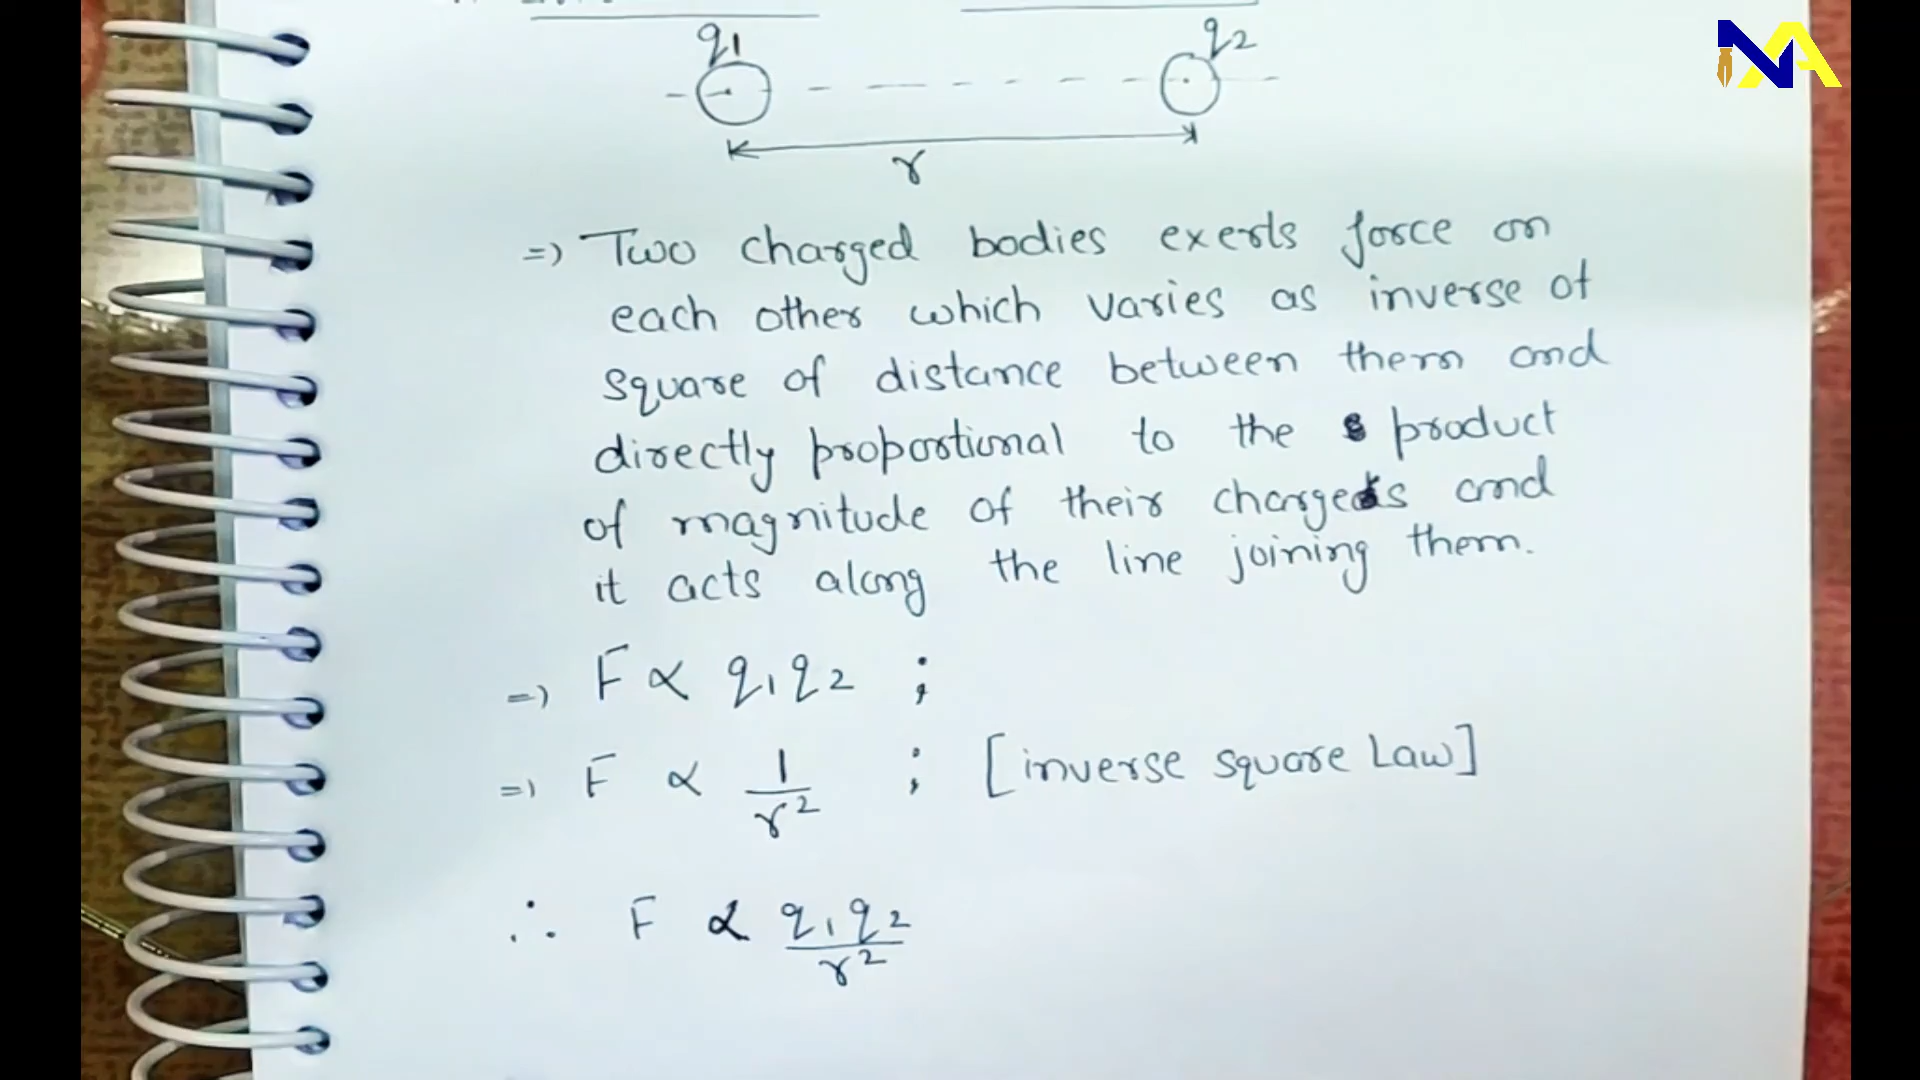 q1 q2
r
=) Two charged bodies exerts force on
each other which varies as inverse of
square of distance between them and
directly proportional to the product
of magnitude of their charges and
it acts along the line joining them.
=) F ∝ q1q2 ;
=) F ∝ 1/r² ; [inverse square Law]
∴ F ∝ q1q2/r²
NA